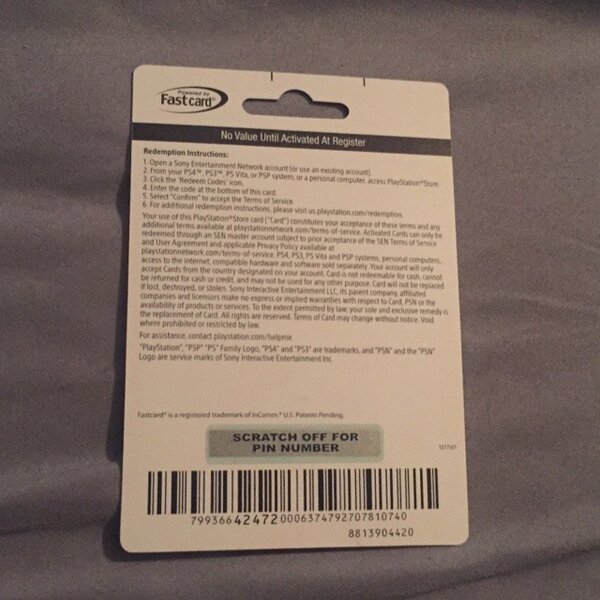 Powered by
Fastcard®
No Value Until Activated At Register
Redemption Instructions:
1. Open a Sony Entertainment Network account (or use an existing account).
2. From your PS4™, PS3™, PS Vita, or PSP system, or a personal computer, access PlayStation®Store.
3. Click the 'Redeem Codes' icon.
4. Enter the code at the bottom of this card.
5. Select "Confirm" to accept the Terms of Service.
6. For additional redemption instructions, please visit us.playstation.com/redemption.
Your use of this PlayStation®Store card ("Card") constitutes your acceptance of these terms and any
additional terms available at playstationnetwork.com/terms-of-service. Activated Cards can only be
redeemed through an SEN master account subject to prior acceptance of the SEN Terms of Service
and User Agreement and applicable Privacy Policy available at
playstationnetwork.com/terms-of-service. PS4, PS3, PS Vita and PSP systems, personal computers,
access to the internet, compatible hardware and software sold separately. Your account will only
accept Cards from the country designated on your account. Card is not redeemable for cash, cannot
be returned for cash or credit, and may not be used for any other purpose. Card will not be replaced
if lost, destroyed, or stolen. Sony Interactive Entertainment LLC, its parent company, affiliated
companies and licensors make no express or implied warranties with respect to Card, PSN or the
availability of products or services. To the extent permitted by law, your sole and exclusive remedy is
the replacement of Card. All rights are reserved. Terms of Card may change without notice. Void
where prohibited or restricted by law.
For assistance, contact playstation.com/helpme.
"PlayStation", "PSP" "PS" Family Logo, "PS4" and "PS3" are trademarks, and "PSN" and the "PSN"
Logo are service marks of Sony Interactive Entertainment Inc.
Fastcard® is a registered trademark of InComm.® U.S. Patents Pending.
SCRATCH OFF FOR
PIN NUMBER
1017v01
799366424720006374792707810740
8813904420